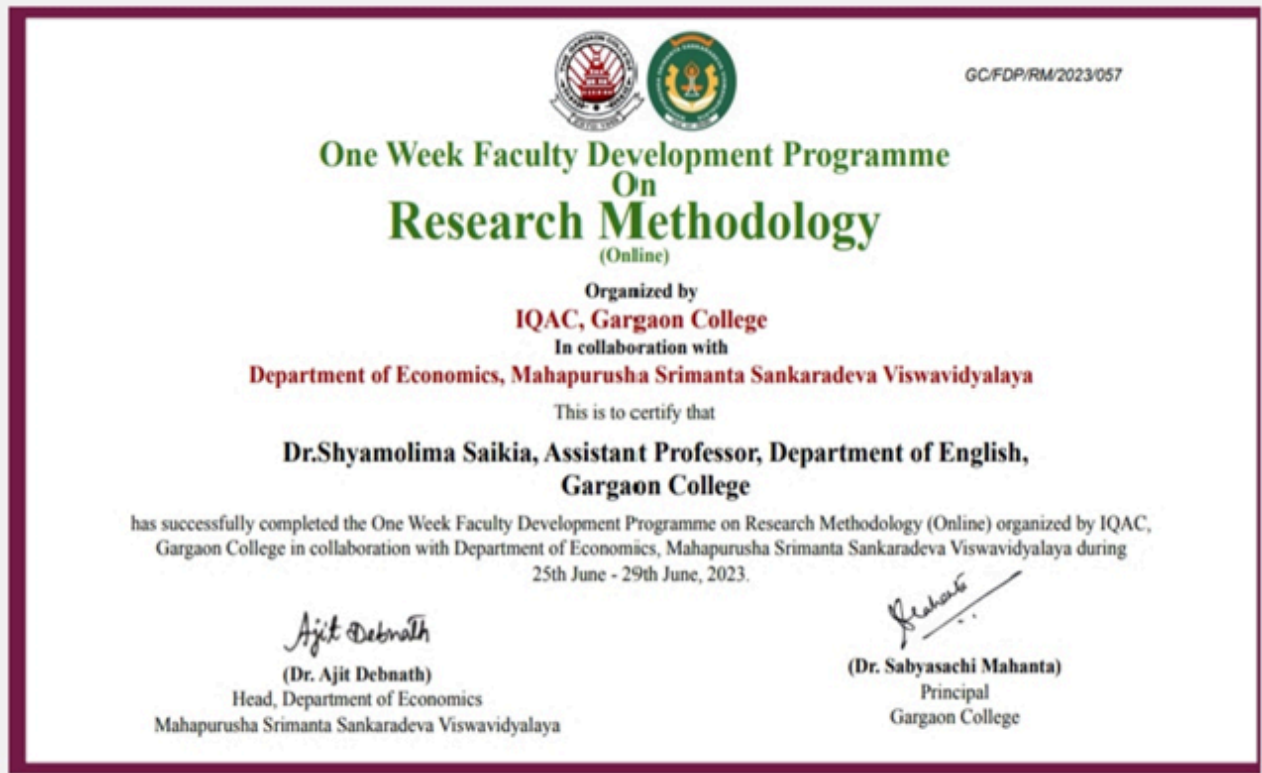 GC/FDP/RM/2023/057
One Week Faculty Development Programme
On
Research Methodology
(Online)
Organized by
IQAC, Gargaon College
In collaboration with
Department of Economics, Mahapurusha Srimanta Sankaradeva Viswavidyalaya
This is to certify that
Dr.Shyamolima Saikia, Assistant Professor, Department of English,
Gargaon College
has successfully completed the One Week Faculty Development Programme on Research Methodology (Online) organized by IQAC,
Gargaon College in collaboration with Department of Economics, Mahapurusha Srimanta Sankaradeva Viswavidyalaya during
25th June - 29th June, 2023.
Ajit Debnath
(Dr. Ajit Debnath)
Head, Department of Economics
Mahapurusha Srimanta Sankaradeva Viswavidyalaya
(Dr. Sabyasachi Mahanta)
Principal
Gargaon College